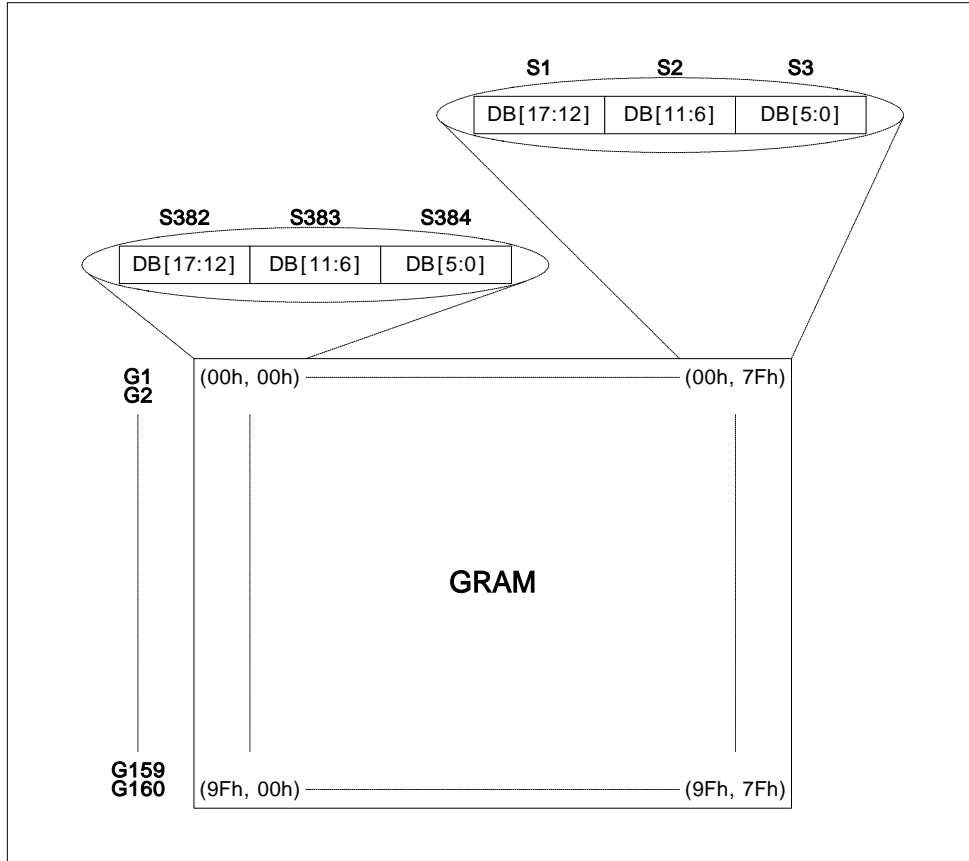 S1 S2 S3
DB[17:12] DB[11:6] DB[5:0]
S382 S383 S384
DB[17:12] DB[11:6] DB[5:0]
G1 (00h, 00h) (00h, 7Fh)
G2
GRAM
G159
G160 (9Fh, 00h) (9Fh, 7Fh)